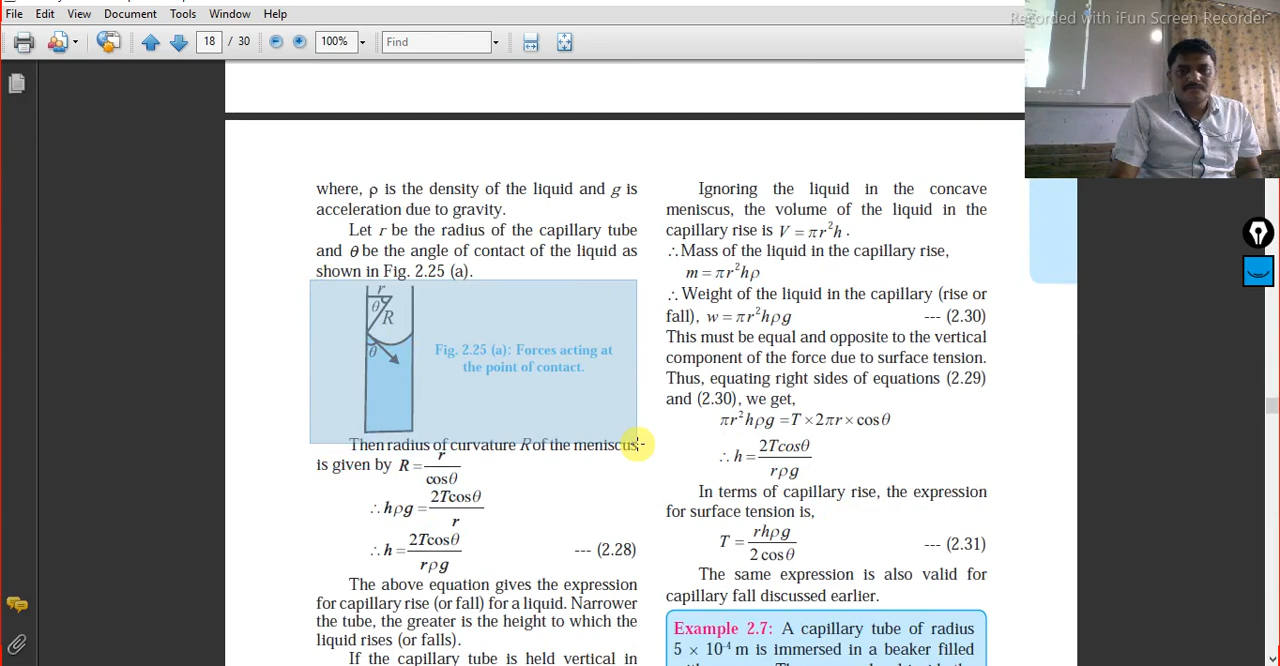 File Edit View Document Tools Window Help
Recorded with iFun Screen Recorder
18 / 30 100% Find
where, ρ is the density of the liquid and g is
acceleration due to gravity.
Let r be the radius of the capillary tube
and θ be the angle of contact of the liquid as
shown in Fig. 2.25 (a).
r
θ
R
θ
Fig. 2.25 (a): Forces acting at
the point of contact.
Then radius of curvature R of the meniscus
is given by R = r/cosθ
∴ hρg = 2Tcosθ/r
∴ h = 2Tcosθ/rρg --- (2.28)
The above equation gives the expression
for capillary rise (or fall) for a liquid. Narrower
the tube, the greater is the height to which the
liquid rises (or falls).
If the capillary tube is held vertical in
Ignoring the liquid in the concave
meniscus, the volume of the liquid in the
capillary rise is V = πr²h .
∴ Mass of the liquid in the capillary rise,
m = πr²hρ
∴ Weight of the liquid in the capillary (rise or
fall), w = πr²hρg --- (2.30)
This must be equal and opposite to the vertical
component of the force due to surface tension.
Thus, equating right sides of equations (2.29)
and (2.30), we get,
πr²hρg = T × 2πr × cosθ
∴ h = 2Tcosθ/rρg
In terms of capillary rise, the expression
for surface tension is,
T = rhρg/2 cosθ --- (2.31)
The same expression is also valid for
capillary fall discussed earlier.
Example 2.7: A capillary tube of radius
5 × 10⁻⁴ m is immersed in a beaker filled